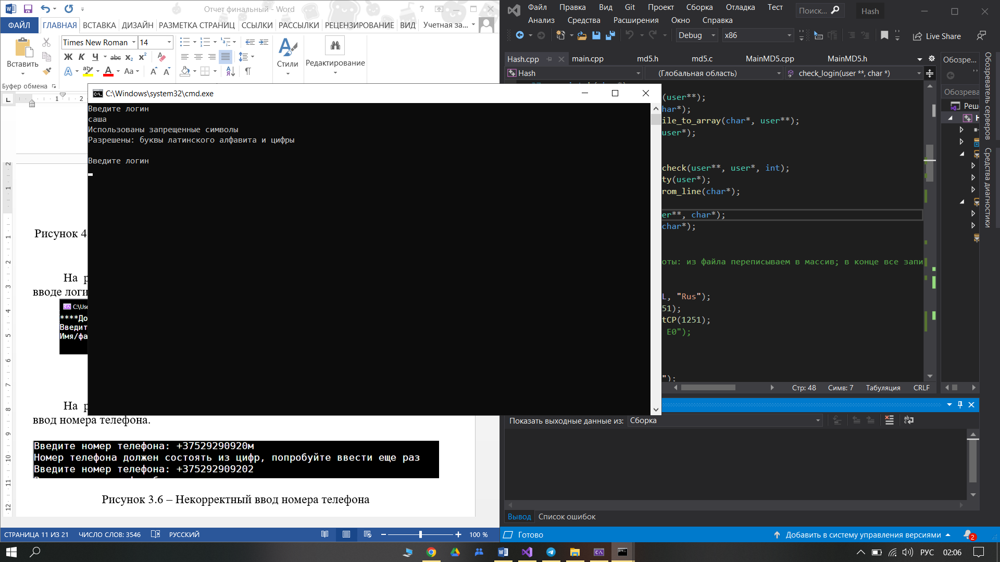 Отчет финальный - Word
ФАЙЛ ГЛАВНАЯ ВСТАВКА ДИЗАЙН РАЗМЕТКА СТРАНИЦ ССЫЛКИ РАССЫЛКИ РЕЦЕНЗИРОВАНИЕ ВИД Учетная за...
Times New Roman 14
Вставить
Ж К Ч abc x₂ x²
Стили
Редактирование
Буфер обмена
C:\Windows\system32\cmd.exe
Введите логин
саша
Использованы запрещенные символы
Разрешены: буквы латинского алфавита и цифры
Введите логин
Рисунок 4
На р
вводе логи
C:\Use
****До
Введит
Имя/фа
На р
ввод номера телефона.
Введите номер телефона: +37529290920м
Номер телефона должен состоять из цифр, попробуйте ввести еще раз
Введите номер телефона: +375292909202
Рисунок 3.6 – Некорректный ввод номера телефона
СТРАНИЦА 11 ИЗ 21 ЧИСЛО СЛОВ: 3546 РУССКИЙ 100 %
Файл Правка Вид Git Проект Сборка Отладка Тест Поиск... Hash
Анализ Средства Расширения Окно Справка
Debug x86 Live Share
Hash.cpp main.cpp md5.h md5.c MainMD5.cpp MainMD5.h
Hash (Глобальная область) check_login(user **, char *)
(user**);
har*);
ile_to_array(char*, user**);
user*);
check(user**, user*, int);
ty(user*);
rom_line(char*);
er**, char*);
char*);
оты: из файла переписываем в массив; в конце все запи
L, "Rus");
51);
tCP(1251);
E0");
");
Стр: 48 Симв: 7 Табуляция CRLF
Обозре...
Обозрева
Реш
Обозреватель серверов
Средства диагностики
Показать выходные данные из: Сборка
Вывод Список ошибок
Готово Добавить в систему управления версиями 2
РУС 02:06